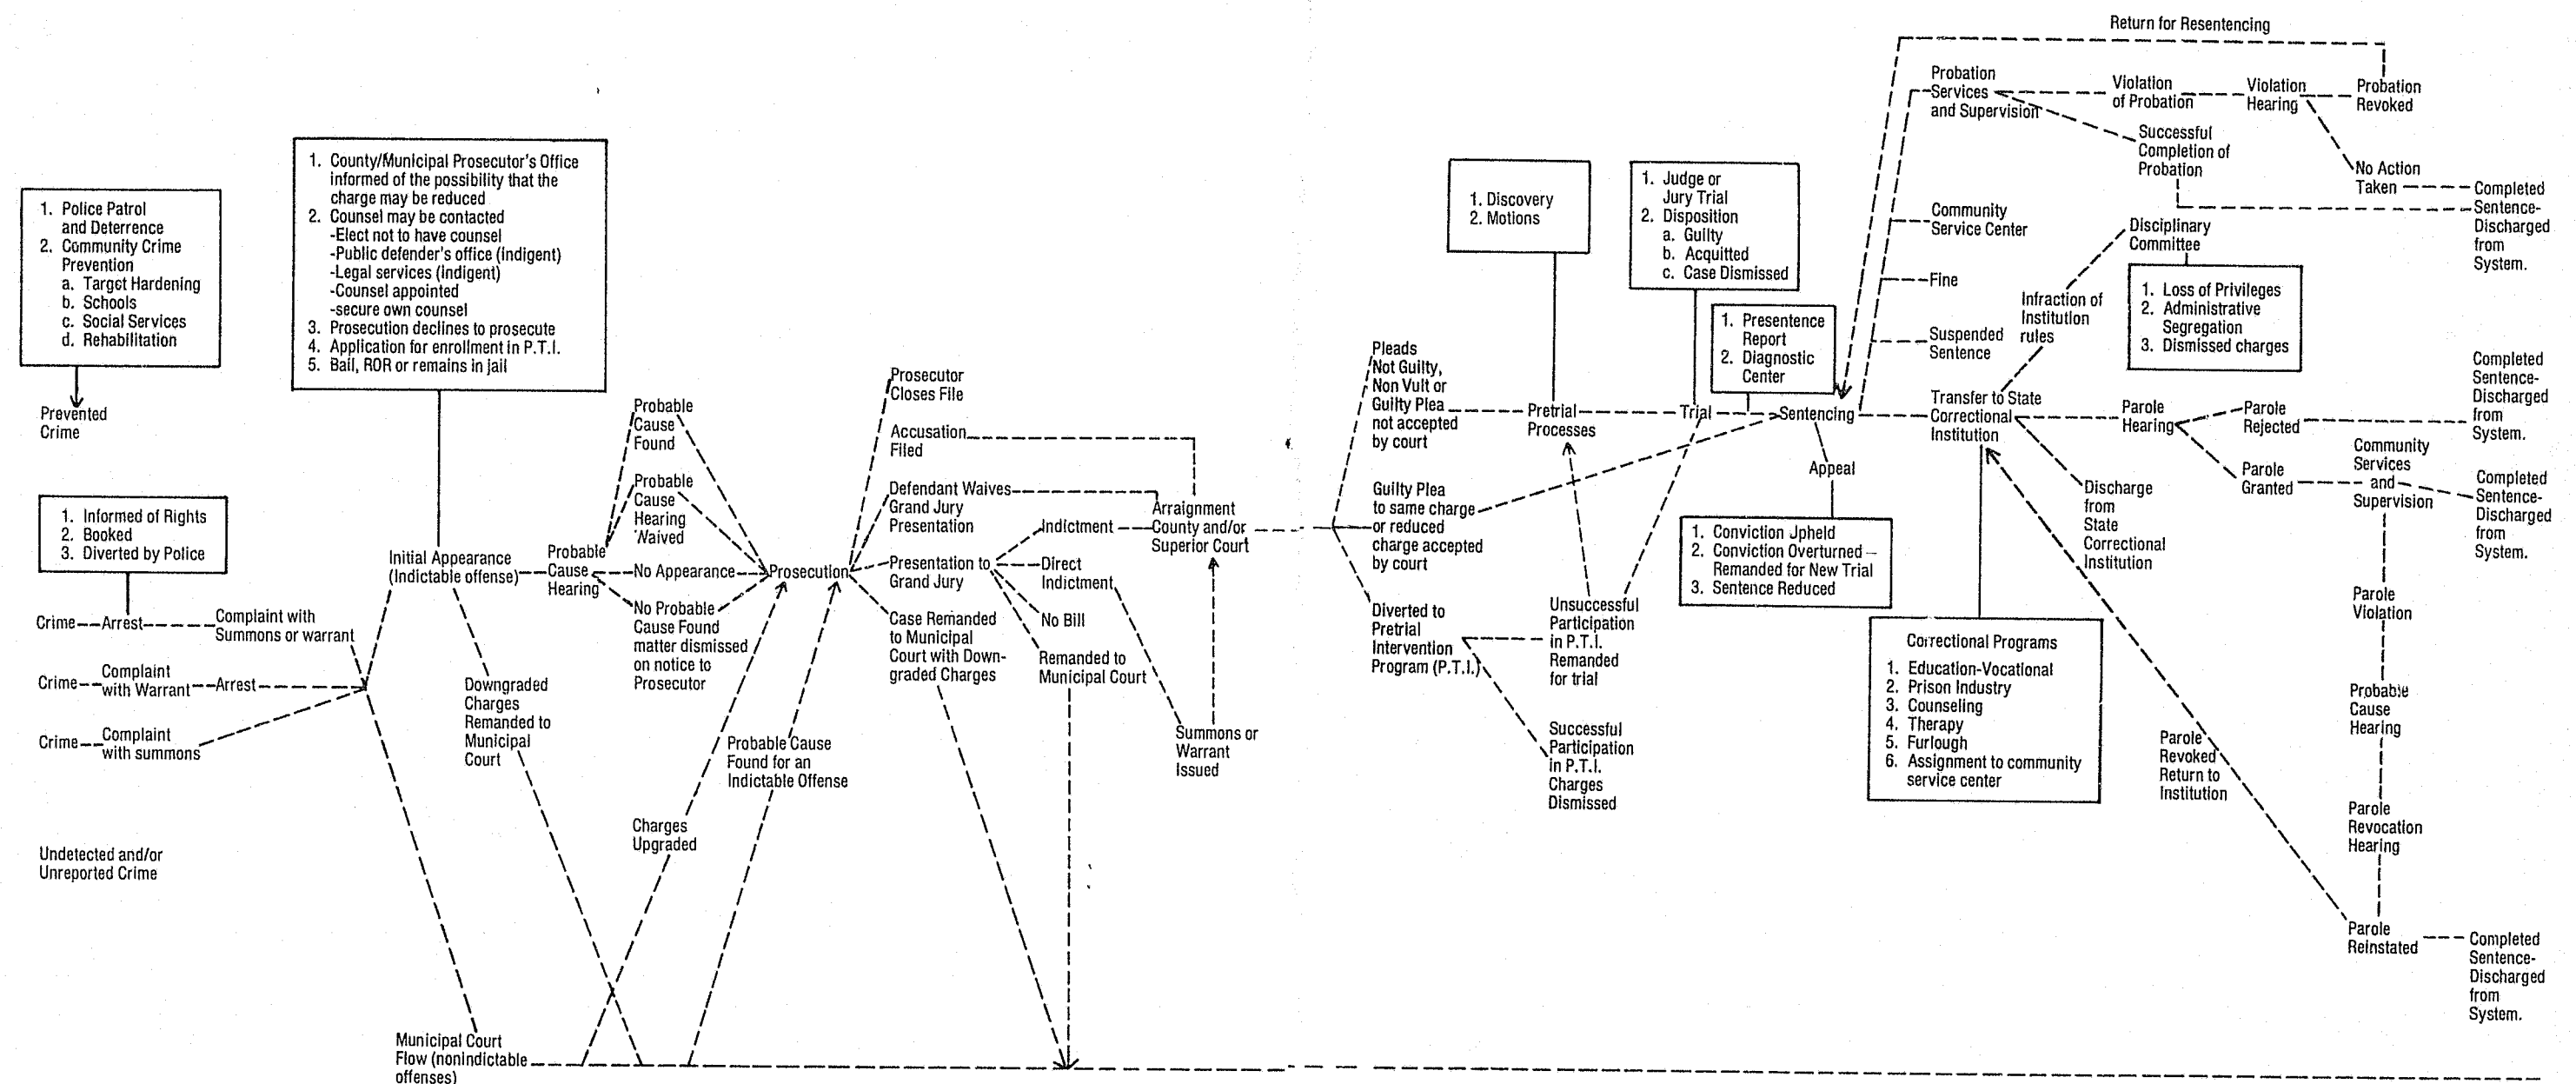 1. Police Patrol
and Deterrence
2. Community Crime
Prevention
a. Target Hardening
b. Schools
c. Social Services
d. Rehabilitation
Prevented
Crime
1. Informed of Rights
2. Booked
3. Diverted by Police
Crime
Arrest
Complaint with
Summons or warrant
Crime
Complaint
with Warrant
Arrest
Crime
Complaint
with summons
Undetected and/or
Unreported Crime
1. County/Municipal Prosecutor's Office
informed of the possibility that the
charge may be reduced
2. Counsel may be contacted
-Elect not to have counsel
-Public defender's office (indigent)
-Legal services (indigent)
-Counsel appointed
-secure own counsel
3. Prosecution declines to prosecute
4. Application for enrollment in P.T.I.
5. Bail, ROR or remains in jail
Initial Appearance
(Indictable offense)
Downgraded
Charges
Remanded to
Municipal
Court
Municipal Court
Flow (nonIndictable
offenses)
Probable
Cause
Hearing
Probable
Cause
Found
Probable
Cause
Hearing
Waived
No Appearance
No Probable
Cause Found
matter dismissed
on notice to
Prosecutor
Charges
Upgraded
Probable Cause
Found for an
Indictable Offense
Prosecution
Prosecutor
Closes File
Accusation
Filed
Defendant Waives
Grand Jury
Presentation
Presentation to
Grand Jury
Case Remanded
to Municipal
Court with Down-
graded Charges
Indictment
Direct
Indictment
No Bill
Remanded to
Municipal Court
Arraignment
County and/or
Superior Court
Summons or
Warrant
Issued
Pleads
Not Guilty,
Non Vult or
Guilty Plea
not accepted
by court
Guilty Plea
to same charge
or reduced
charge accepted
by court
Diverted to
Pretrial
Intervention
Program (P.T.I.)
1. Discovery
2. Motions
Pretrial
Processes
Unsuccessful
Participation
in P.T.I.
Remanded
for trial
Successful
Participation
in P.T.I.
Charges
Dismissed
1. Judge or
Jury Trial
2. Disposition
a. Guilty
b. Acquitted
c. Case Dismissed
Trial
1. Presentence
Report
2. Diagnostic
Center
Sentencing
Appeal
1. Conviction Jpheld
2. Conviction Overturned –
Remanded for New Trial
3. Sentence Reduced
Return for Resentencing
Probation
Services
and Supervision
Violation
of Probation
Violation
Hearing
Probation
Revoked
Successful
Completion of
Probation
No Action
Taken
Completed
Sentence-
Discharged
from
System.
Community
Service Center
Fine
Suspended
Sentence
Infraction of
Institution
rules
Disciplinary
Committee
1. Loss of Privileges
2. Administrative
Segregation
3. Dismissed charges
Transfer to State
Correctional
Institution
Parole
Hearing
Parole
Rejected
Completed
Sentence-
Discharged
from
System.
Parole
Granted
Community
Services
and
Supervision
Completed
Sentence-
Discharged
from
System.
Discharge
from
State
Correctional
Institution
Correctional Programs
1. Education-Vocational
2. Prison Industry
3. Counseling
4. Therapy
5. Furlough
6. Assignment to community
service center
Parole
Violation
Probable
Cause
Hearing
Parole
Revocation
Hearing
Parole
Revoked
Return to
Institution
Parole
Reinstated
Completed
Sentence-
Discharged
from
System.